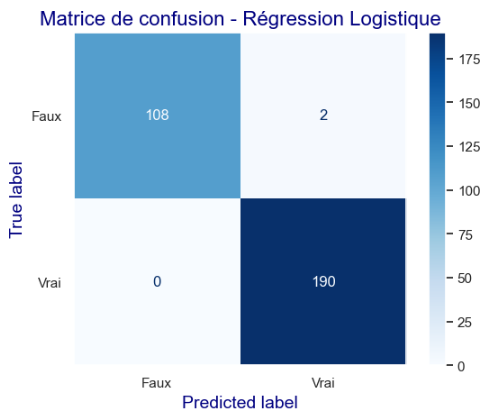 Matrice de confusion - Régression Logistique
True label
Faux
108
2
Vrai
0
190
Faux
Vrai
Predicted label
175
150
125
100
75
50
25
0